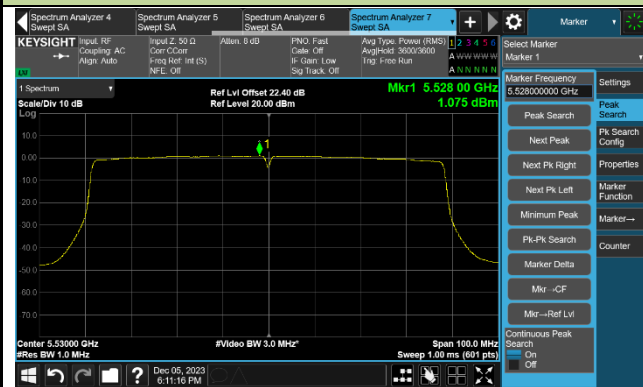 Spectrum Analyzer 4
Swept SA
Spectrum Analyzer 5
Swept SA
Spectrum Analyzer 6
Swept SA
Spectrum Analyzer 7
Swept SA
Marker
KEYSIGHT
LW
Input: RF
Coupling: AC
Align: Auto
Input Z: 50 Ω
Corr CCorr
Freq Ref: Int (S)
NFE: Off
Atten: 8 dB
PNO: Fast
Gate: Off
IF Gain: Low
Sig Track: Off
Avg Type: Power (RMS)
Avg|Hold: 3600/3600
Trig: Free Run
1 2 3 4 5 6
A W W W W W
A N N N N N
Select Marker
Marker 1
Marker Frequency
5.528000000 GHz
Peak Search
Next Peak
Next Pk Right
Next Pk Left
Minimum Peak
Pk-Pk Search
Marker Delta
Mkr→CF
Mkr→Ref Lvl
Continuous Peak
Search
On
Off
Settings
Peak
Search
Pk Search
Config
Properties
Marker
Function
Marker→
Counter
1 Spectrum
Scale/Div 10 dB
Log
Ref Lvl Offset 22.40 dB
Ref Level 20.00 dBm
Mkr1 5.528 00 GHz
1.075 dBm
10.0
0.00
-10.0
-20.0
-30.0
-40.0
-50.0
-60.0
-70.0
1
Center 5.53000 GHz
#Res BW 1.0 MHz
#Video BW 3.0 MHz*
Span 100.0 MHz
Sweep 1.00 ms (601 pts)
?
Dec 05, 2023
6:11:16 PM